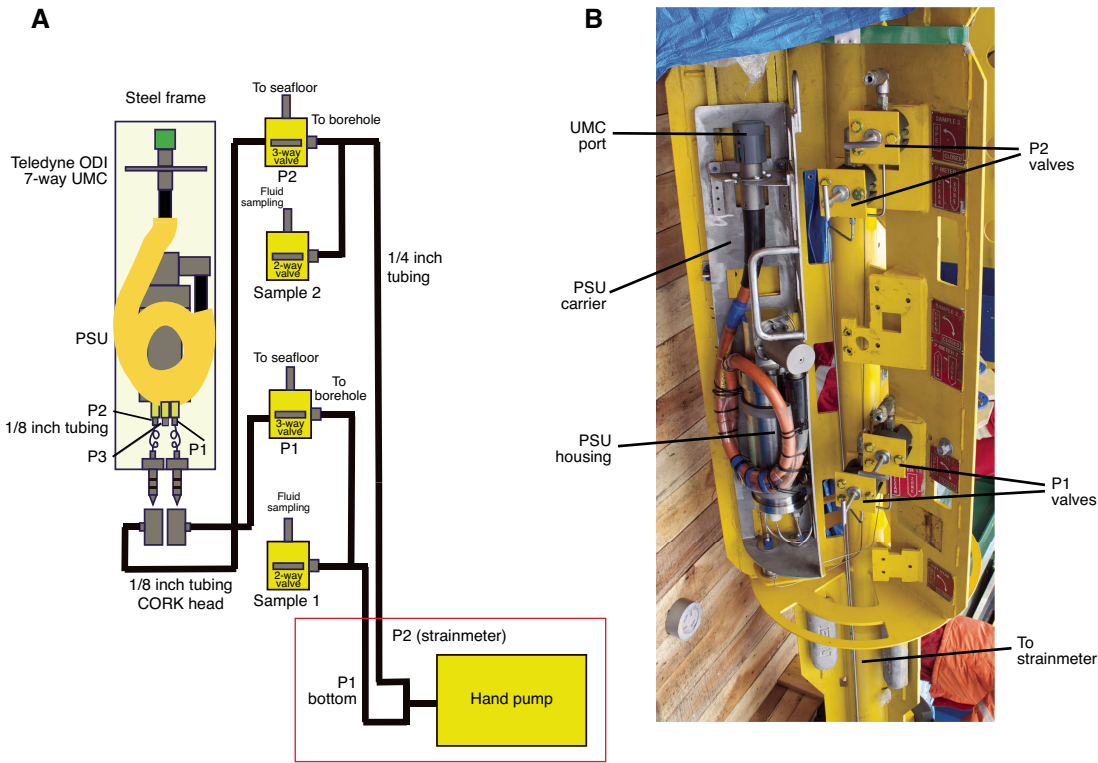 A
Steel frame
Teledyne ODI
7-way UMC
PSU
P2
1/8 inch tubing
P3
P1
1/8 inch tubing
CORK head
To seafloor
To borehole
3-way
valve
P2
Fluid
sampling
2-way
valve
Sample 2
1/4 inch
tubing
To seafloor
To
borehole
3-way
valve
P1
Fluid
sampling
2-way
valve
Sample 1
P2 (strainmeter)
P1
bottom
Hand pump
B
UMC
port
PSU
carrier
PSU
housing
P2
valves
P1
valves
To
strainmeter
SAMPLE 3
CLOSED